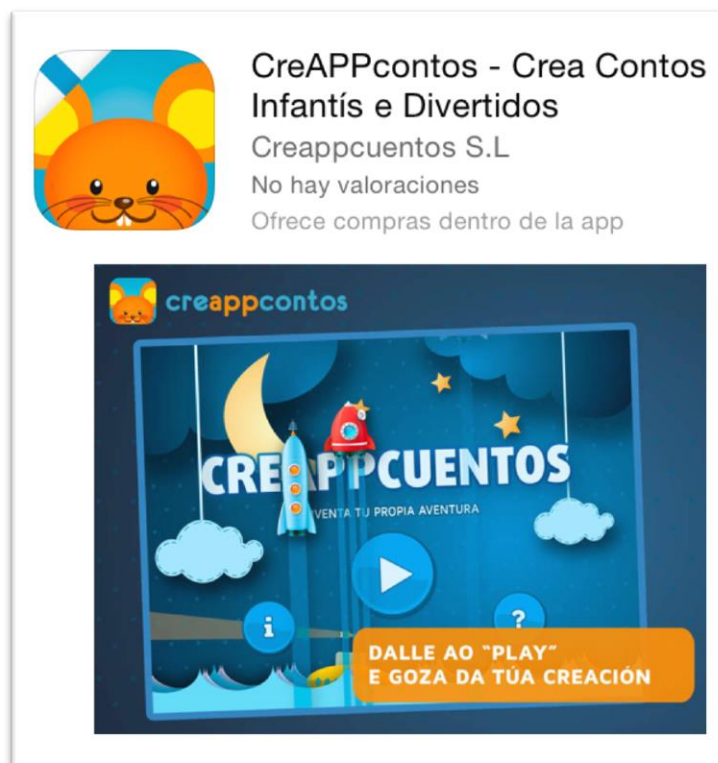 CreAPPcontos - Crea Contos
Infantís e Divertidos
Creappcuentos S.L
No hay valoraciones
Ofrece compras dentro de la app
creappcontos
CREAPPCUENTOS
VENTA TU PROPIA AVENTURA
i
?
DALLE AO "PLAY"
E GOZA DA TÚA CREACIÓN